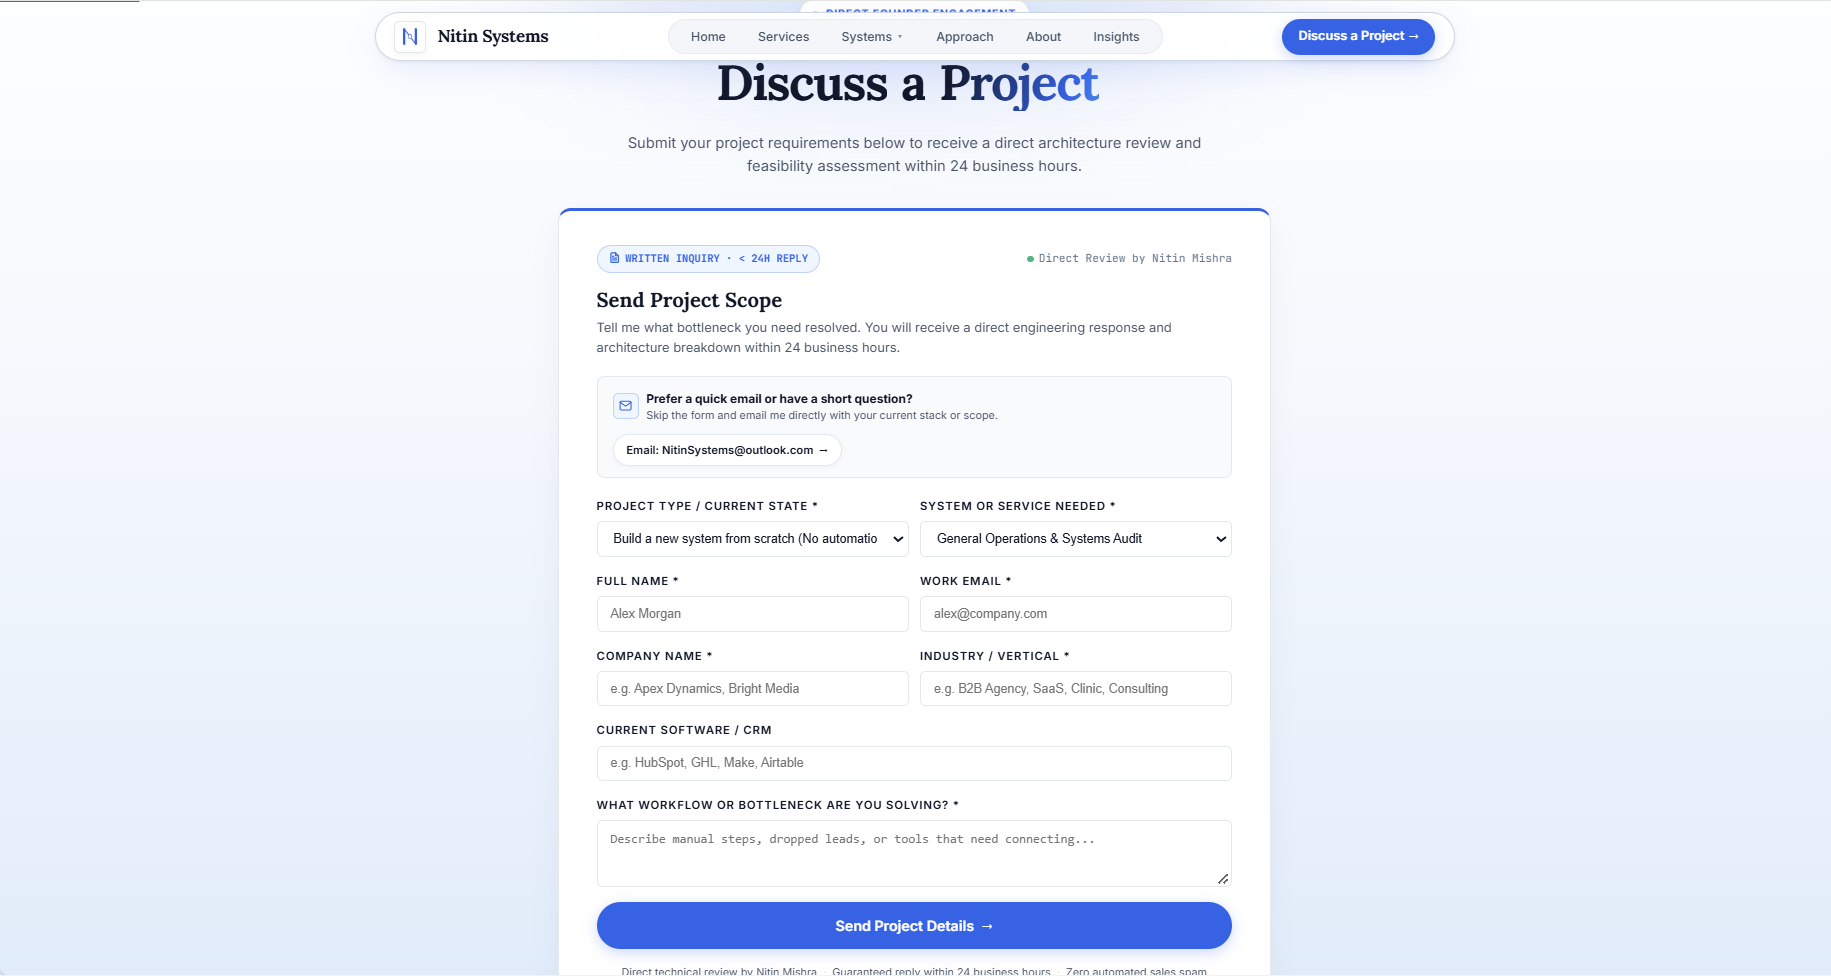 DIRECT FOUNDER ENGAGEMENT
Nitin Systems
Home
Services
Systems
Approach
About
Insights
Discuss a Project →
Discuss a Project
Submit your project requirements below to receive a direct architecture review and
feasibility assessment within 24 business hours.
WRITTEN INQUIRY · < 24H REPLY
Direct Review by Nitin Mishra
Send Project Scope
Tell me what bottleneck you need resolved. You will receive a direct engineering response and
architecture breakdown within 24 business hours.
Prefer a quick email or have a short question?
Skip the form and email me directly with your current stack or scope.
Email: NitinSystems@outlook.com →
PROJECT TYPE / CURRENT STATE *
SYSTEM OR SERVICE NEEDED *
Build a new system from scratch (No automatio
General Operations & Systems Audit
FULL NAME *
WORK EMAIL *
Alex Morgan
alex@company.com
COMPANY NAME *
INDUSTRY / VERTICAL *
e.g. Apex Dynamics, Bright Media
e.g. B2B Agency, SaaS, Clinic, Consulting
CURRENT SOFTWARE / CRM
e.g. HubSpot, GHL, Make, Airtable
WHAT WORKFLOW OR BOTTLENECK ARE YOU SOLVING? *
Describe manual steps, dropped leads, or tools that need connecting...
Send Project Details →
Direct technical review by Nitin Mishra · Guaranteed reply within 24 business hours · Zero automated sales spam